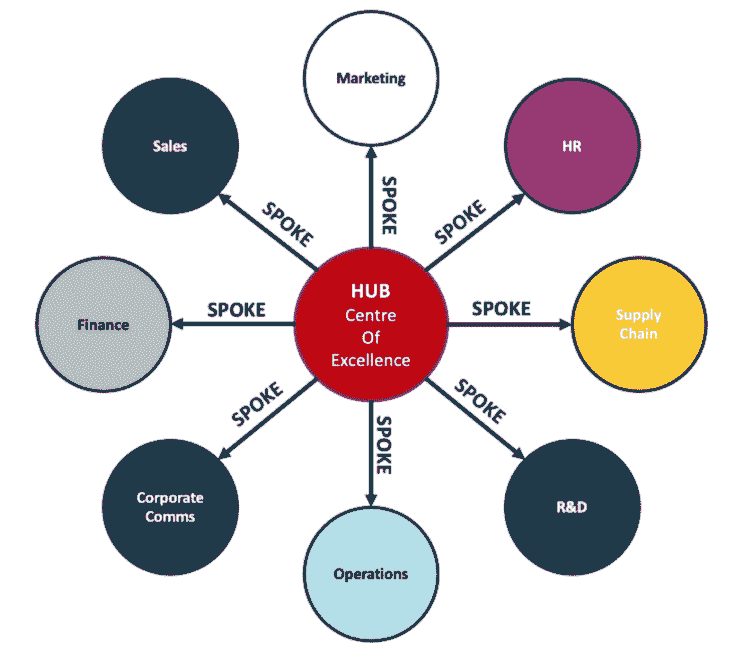 Marketing
Sales
HR
SPOKE
SPOKE
SPOKE
HUB
Centre
Of
Excellence
Finance
SPOKE
SPOKE
Supply
Chain
SPOKE
SPOKE
SPOKE
Corporate
Comms
R&D
Operations